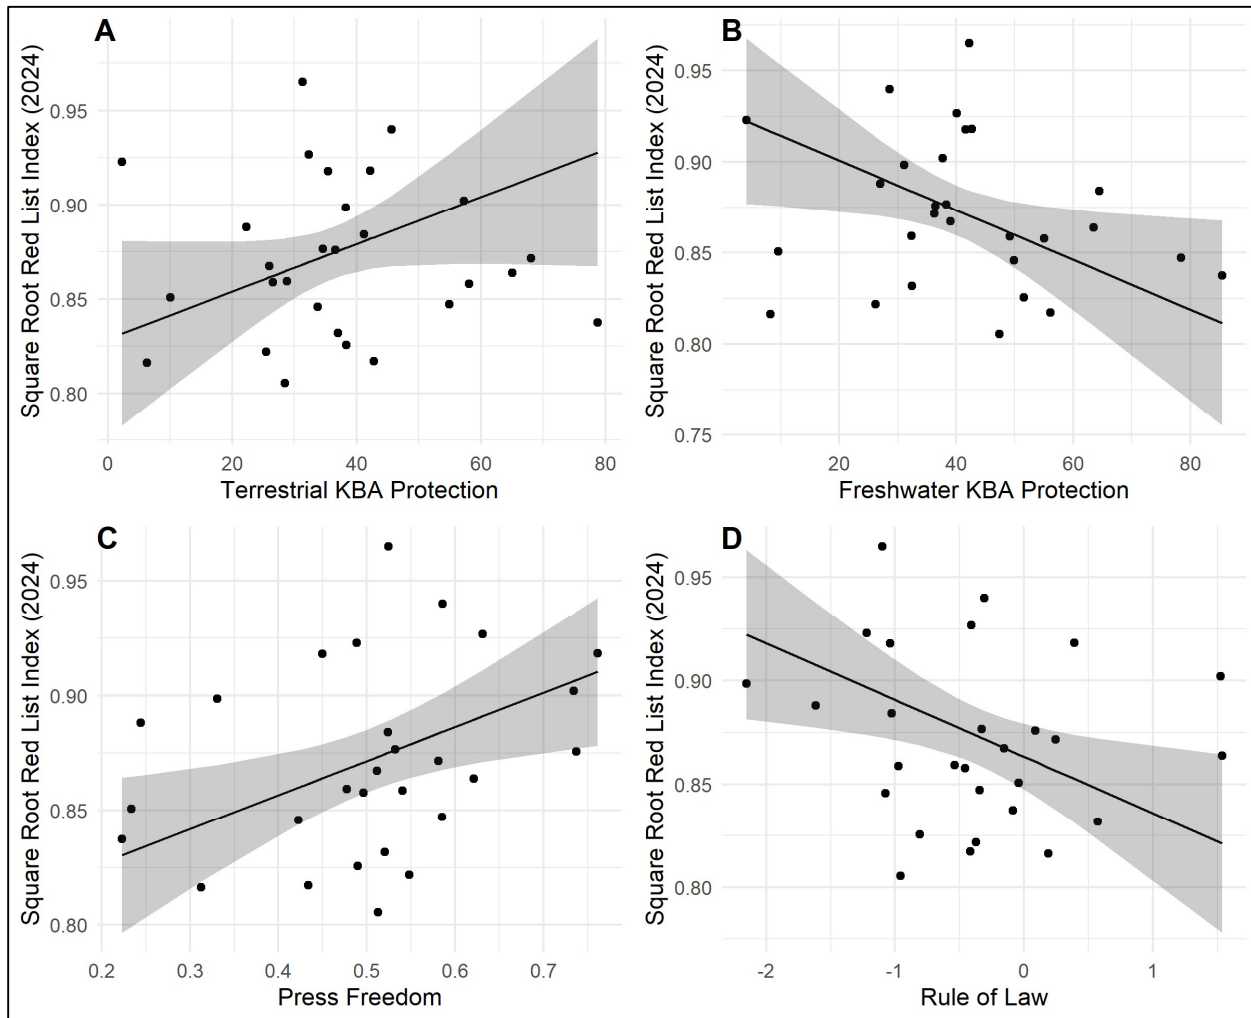 A
Square Root Red List Index (2024)
0.95
0.90
0.85
0.80
0 20 40 60 80
Terrestrial KBA Protection
B
Square Root Red List Index (2024)
0.95
0.90
0.85
0.80
0.75
20 40 60 80
Freshwater KBA Protection
C
Square Root Red List Index (2024)
0.95
0.90
0.85
0.80
0.2 0.3 0.4 0.5 0.6 0.7
Press Freedom
D
Square Root Red List Index (2024)
0.95
0.90
0.85
0.80
-2 -1 0 1
Rule of Law